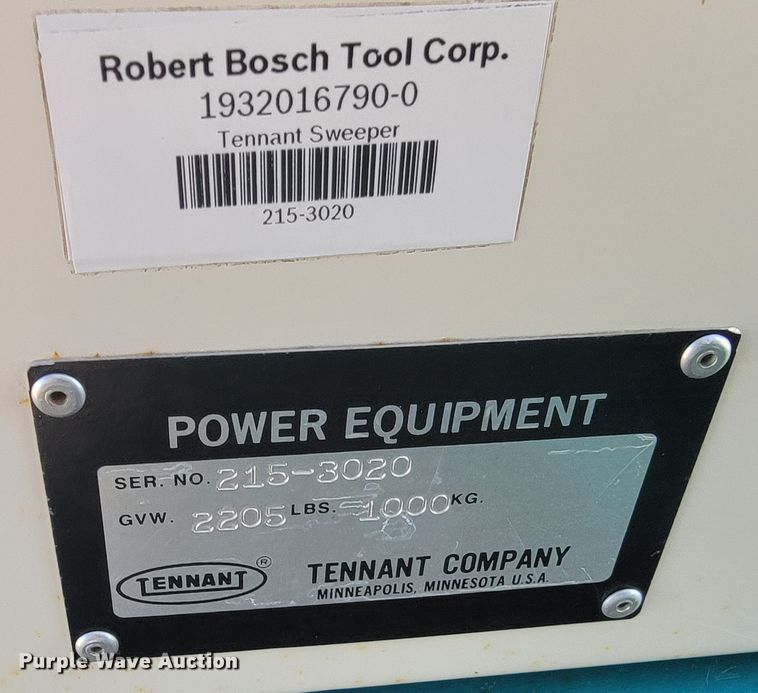 Robert Bosch Tool Corp.
1932016790-0
Tennant Sweeper
215-3020
POWER EQUIPMENT
SER. NO. 215-3020
GVW. 2205 LBS. 1000 KG.
TENNANT ®
TENNANT COMPANY
MINNEAPOLIS, MINNESOTA U.S.A.
Purple Wave Auction